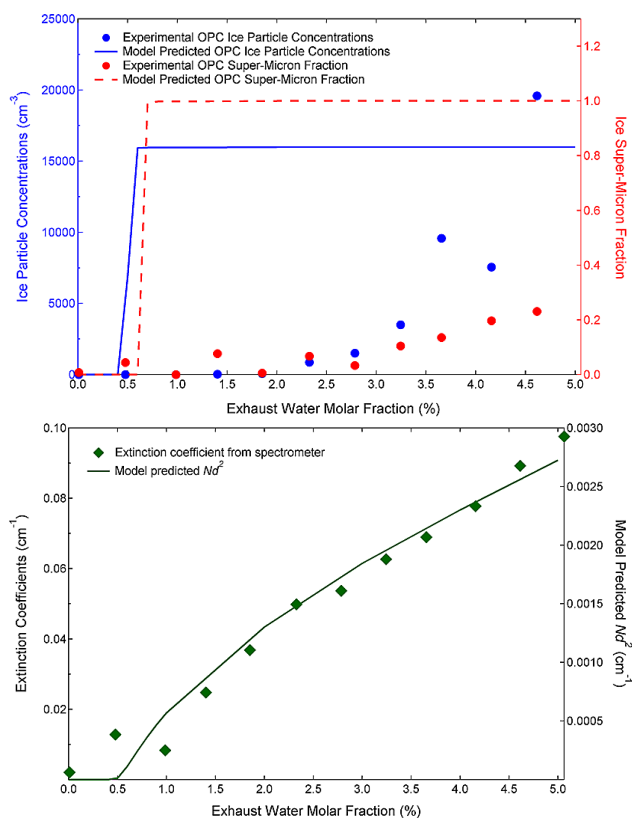 25000
20000
15000
10000
5000
0
Ice Particle Concentrations (cm-3)
Experimental OPC Ice Particle Concentrations
Model Predicted OPC Ice Particle Concentrations
Experimental OPC Super-Micron Fraction
Model Predicted OPC Super-Micron Fraction
1.2
1.0
0.8
0.6
0.4
0.2
0.0
Ice Super-Micron Fraction
0.0 0.5 1.0 1.5 2.0 2.5 3.0 3.5 4.0 4.5 5.0
Exhaust Water Molar Fraction (%)
0.10
0.08
0.06
0.04
0.02
Extinction Coefficients (cm-1)
Extinction coefficient from spectrometer
Model predicted Nd2
0.0030
0.0025
0.0020
0.0015
0.0010
0.0005
Model Predicted Nd2 (cm-1)
0.0 0.5 1.0 1.5 2.0 2.5 3.0 3.5 4.0 4.5 5.0
Exhaust Water Molar Fraction (%)